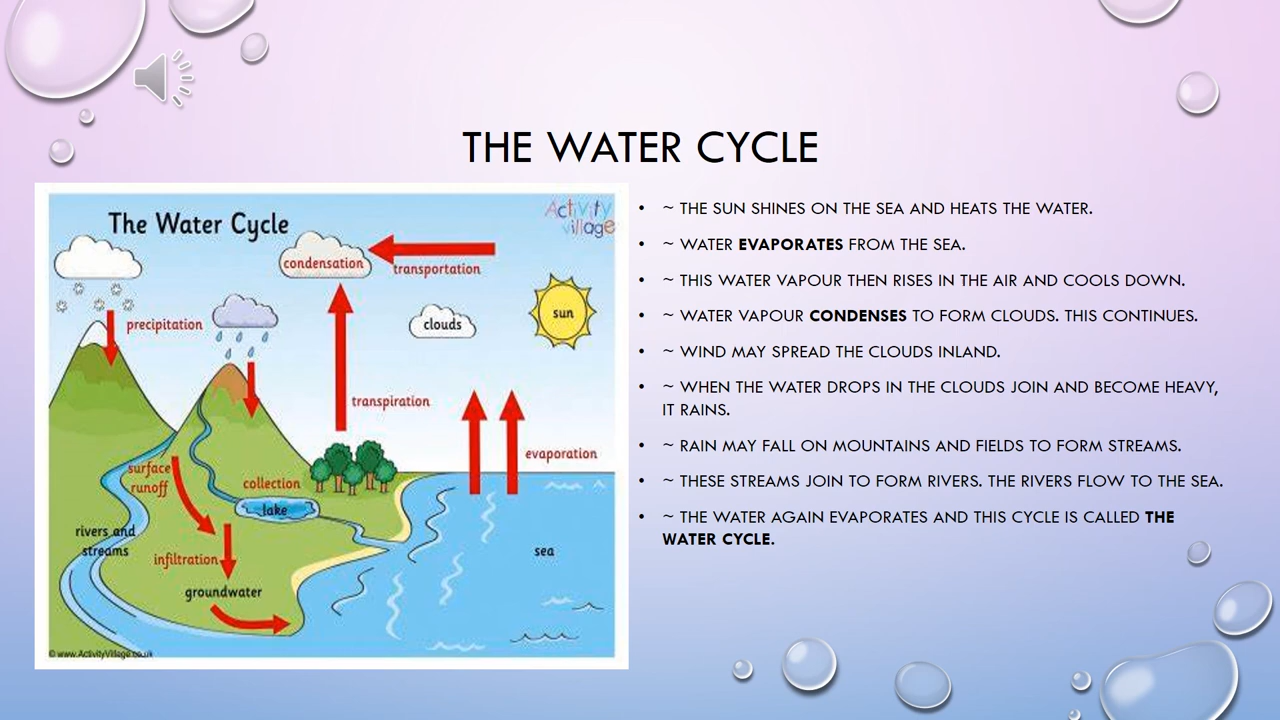 THE WATER CYCLE
The Water Cycle
Activity
village
condensation
transportation
precipitation
clouds
sun
transpiration
evaporation
surface
runoff
collection
lake
rivers and
streams
sea
infiltration
groundwater
© www.ActivityVillage.co.uk
• ~ THE SUN SHINES ON THE SEA AND HEATS THE WATER.
• ~ WATER EVAPORATES FROM THE SEA.
• ~ THIS WATER VAPOUR THEN RISES IN THE AIR AND COOLS DOWN.
• ~ WATER VAPOUR CONDENSES TO FORM CLOUDS. THIS CONTINUES.
• ~ WIND MAY SPREAD THE CLOUDS INLAND.
• ~ WHEN THE WATER DROPS IN THE CLOUDS JOIN AND BECOME HEAVY,
IT RAINS.
• ~ RAIN MAY FALL ON MOUNTAINS AND FIELDS TO FORM STREAMS.
• ~ THESE STREAMS JOIN TO FORM RIVERS. THE RIVERS FLOW TO THE SEA.
• ~ THE WATER AGAIN EVAPORATES AND THIS CYCLE IS CALLED THE
WATER CYCLE.